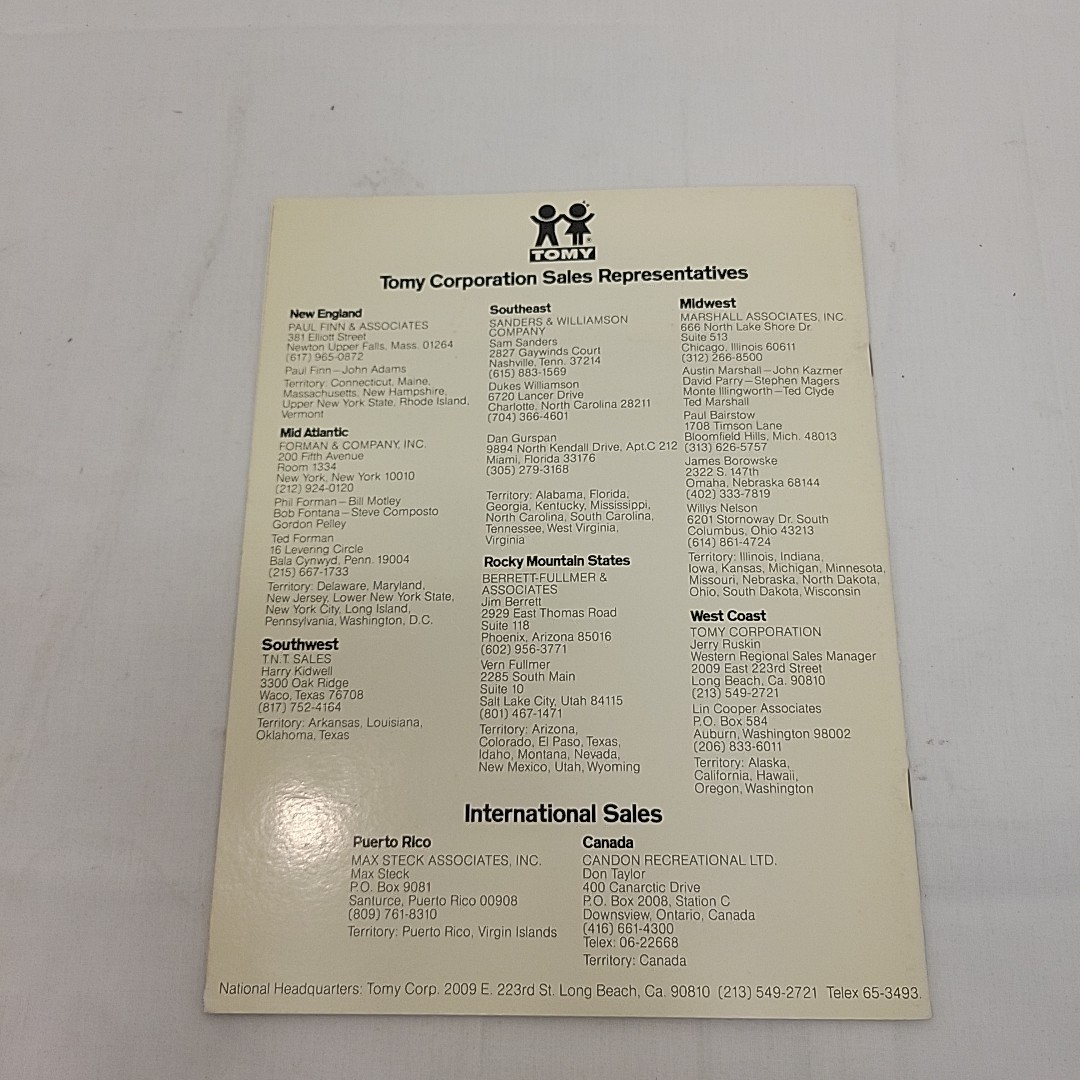 TOMY
Tomy Corporation Sales Representatives
New England
PAUL FINN & ASSOCIATES
381 Elliott Street
Newton Upper Falls, Mass. 01264
(617) 965-0872
Paul Finn – John Adams
Territory: Connecticut, Maine,
Massachusetts, New Hampshire,
Upper New York State, Rhode Island,
Vermont
Mid Atlantic
FORMAN & COMPANY, INC.
200 Fifth Avenue
Room 1334
New York, New York 10010
(212) 924-0120
Phil Forman – Bill Motley
Bob Fontana – Steve Composto
Gordon Pelley
Ted Forman
16 Levering Circle
Bala Cynwyd, Penn. 19004
(215) 667-1733
Territory: Delaware, Maryland,
New Jersey, Lower New York State,
New York City, Long Island,
Pennsylvania, Washington, D.C.
Southwest
T.N.T. SALES
Harry Kidwell
3300 Oak Ridge
Waco, Texas 76708
(817) 752-4164
Territory: Arkansas, Louisiana,
Oklahoma, Texas
Southeast
SANDERS & WILLIAMSON
COMPANY
Sam Sanders
2827 Gaywinds Court
Nashville, Tenn. 37214
(615) 883-1569
Dukes Williamson
6720 Lancer Drive
Charlotte, North Carolina 28211
(704) 366-4601
Dan Gurspan
9894 North Kendall Drive, Apt.C 212
Miami, Florida 33176
(305) 279-3168
Territory: Alabama, Florida,
Georgia, Kentucky, Mississippi,
North Carolina, South Carolina,
Tennessee, West Virginia,
Virginia
Rocky Mountain States
BERRETT-FULLMER &
ASSOCIATES
Jim Berrett
2929 East Thomas Road
Suite 118
Phoenix, Arizona 85016
(602) 956-3771
Vern Fullmer
2285 South Main
Suite 10
Salt Lake City, Utah 84115
(801) 467-1471
Territory: Arizona,
Colorado, El Paso, Texas,
Idaho, Montana, Nevada,
New Mexico, Utah, Wyoming
Midwest
MARSHALL ASSOCIATES, INC.
666 North Lake Shore Dr.
Suite 513
Chicago, Illinois 60611
(312) 266-8500
Austin Marshall – John Kazmer
David Parry – Stephen Magers
Monte Illingworth – Ted Clyde
Ted Marshall
Paul Bairstow
1708 Timson Lane
Bloomfield Hills, Mich. 48013
(313) 626-5757
James Borowske
2322 S. 147th
Omaha, Nebraska 68144
(402) 333-7819
Willys Nelson
6201 Stornoway Dr. South
Columbus, Ohio 43213
(614) 861-4724
Territory: Illinois, Indiana,
Iowa, Kansas, Michigan, Minnesota,
Missouri, Nebraska, North Dakota,
Ohio, South Dakota, Wisconsin
West Coast
TOMY CORPORATION
Jerry Ruskin
Western Regional Sales Manager
2009 East 223rd Street
Long Beach, Ca. 90810
(213) 549-2721
Lin Cooper Associates
P.O. Box 584
Auburn, Washington 98002
(206) 833-6011
Territory: Alaska,
California, Hawaii,
Oregon, Washington
International Sales
Puerto Rico
MAX STECK ASSOCIATES, INC.
Max Steck
P.O. Box 9081
Santurce, Puerto Rico 00908
(809) 761-8310
Territory: Puerto Rico, Virgin Islands
Canada
CANDON RECREATIONAL LTD.
Don Taylor
400 Canarctic Drive
P.O. Box 2008, Station C
Downsview, Ontario, Canada
(416) 661-4300
Telex: 06-22668
Territory: Canada
National Headquarters: Tomy Corp. 2009 E. 223rd St. Long Beach, Ca. 90810 (213) 549-2721 Telex 65-3493.